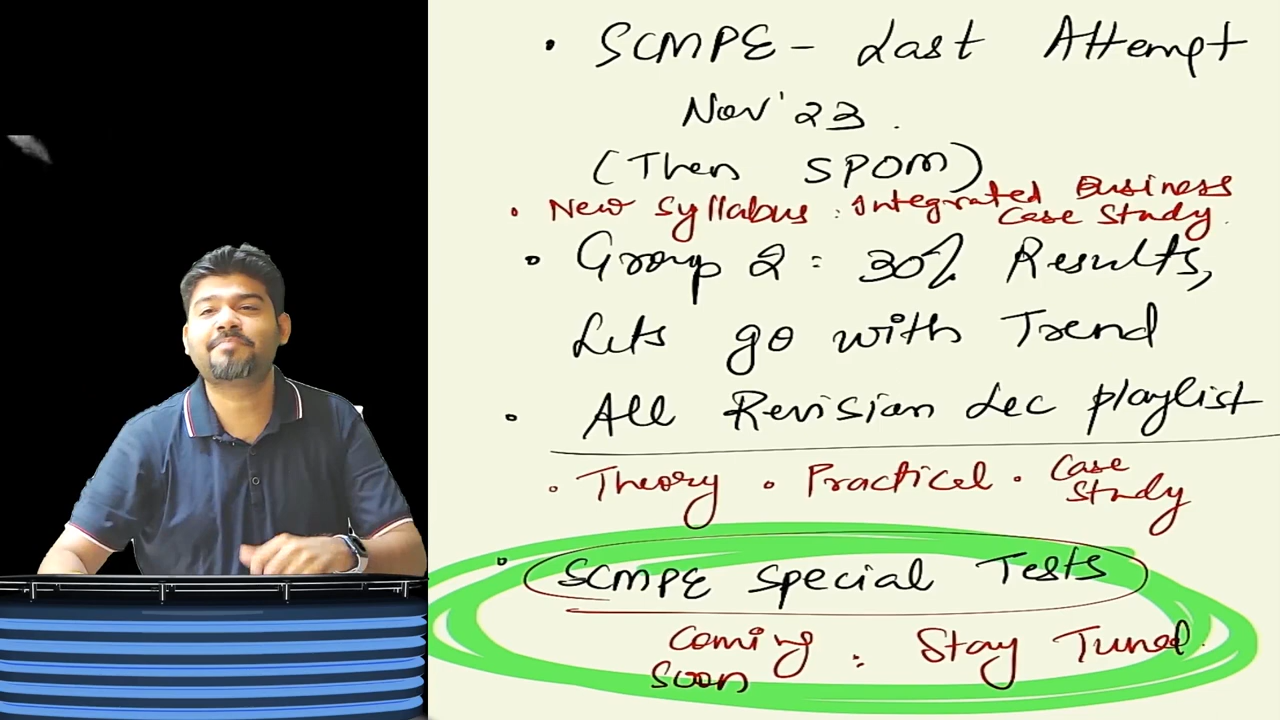 • SCMPE - Last Attempt
Nov'23.
(Then SPOM)
• New Syllabus : Integrated Business
Case Study.
• Group 2 : 30% Results,
Lets go with Trend
• All Revision Lec playlist
• Theory • Practical • Case
Study
• SCMPE Special Tests
Coming : Stay Tuned.
Soon